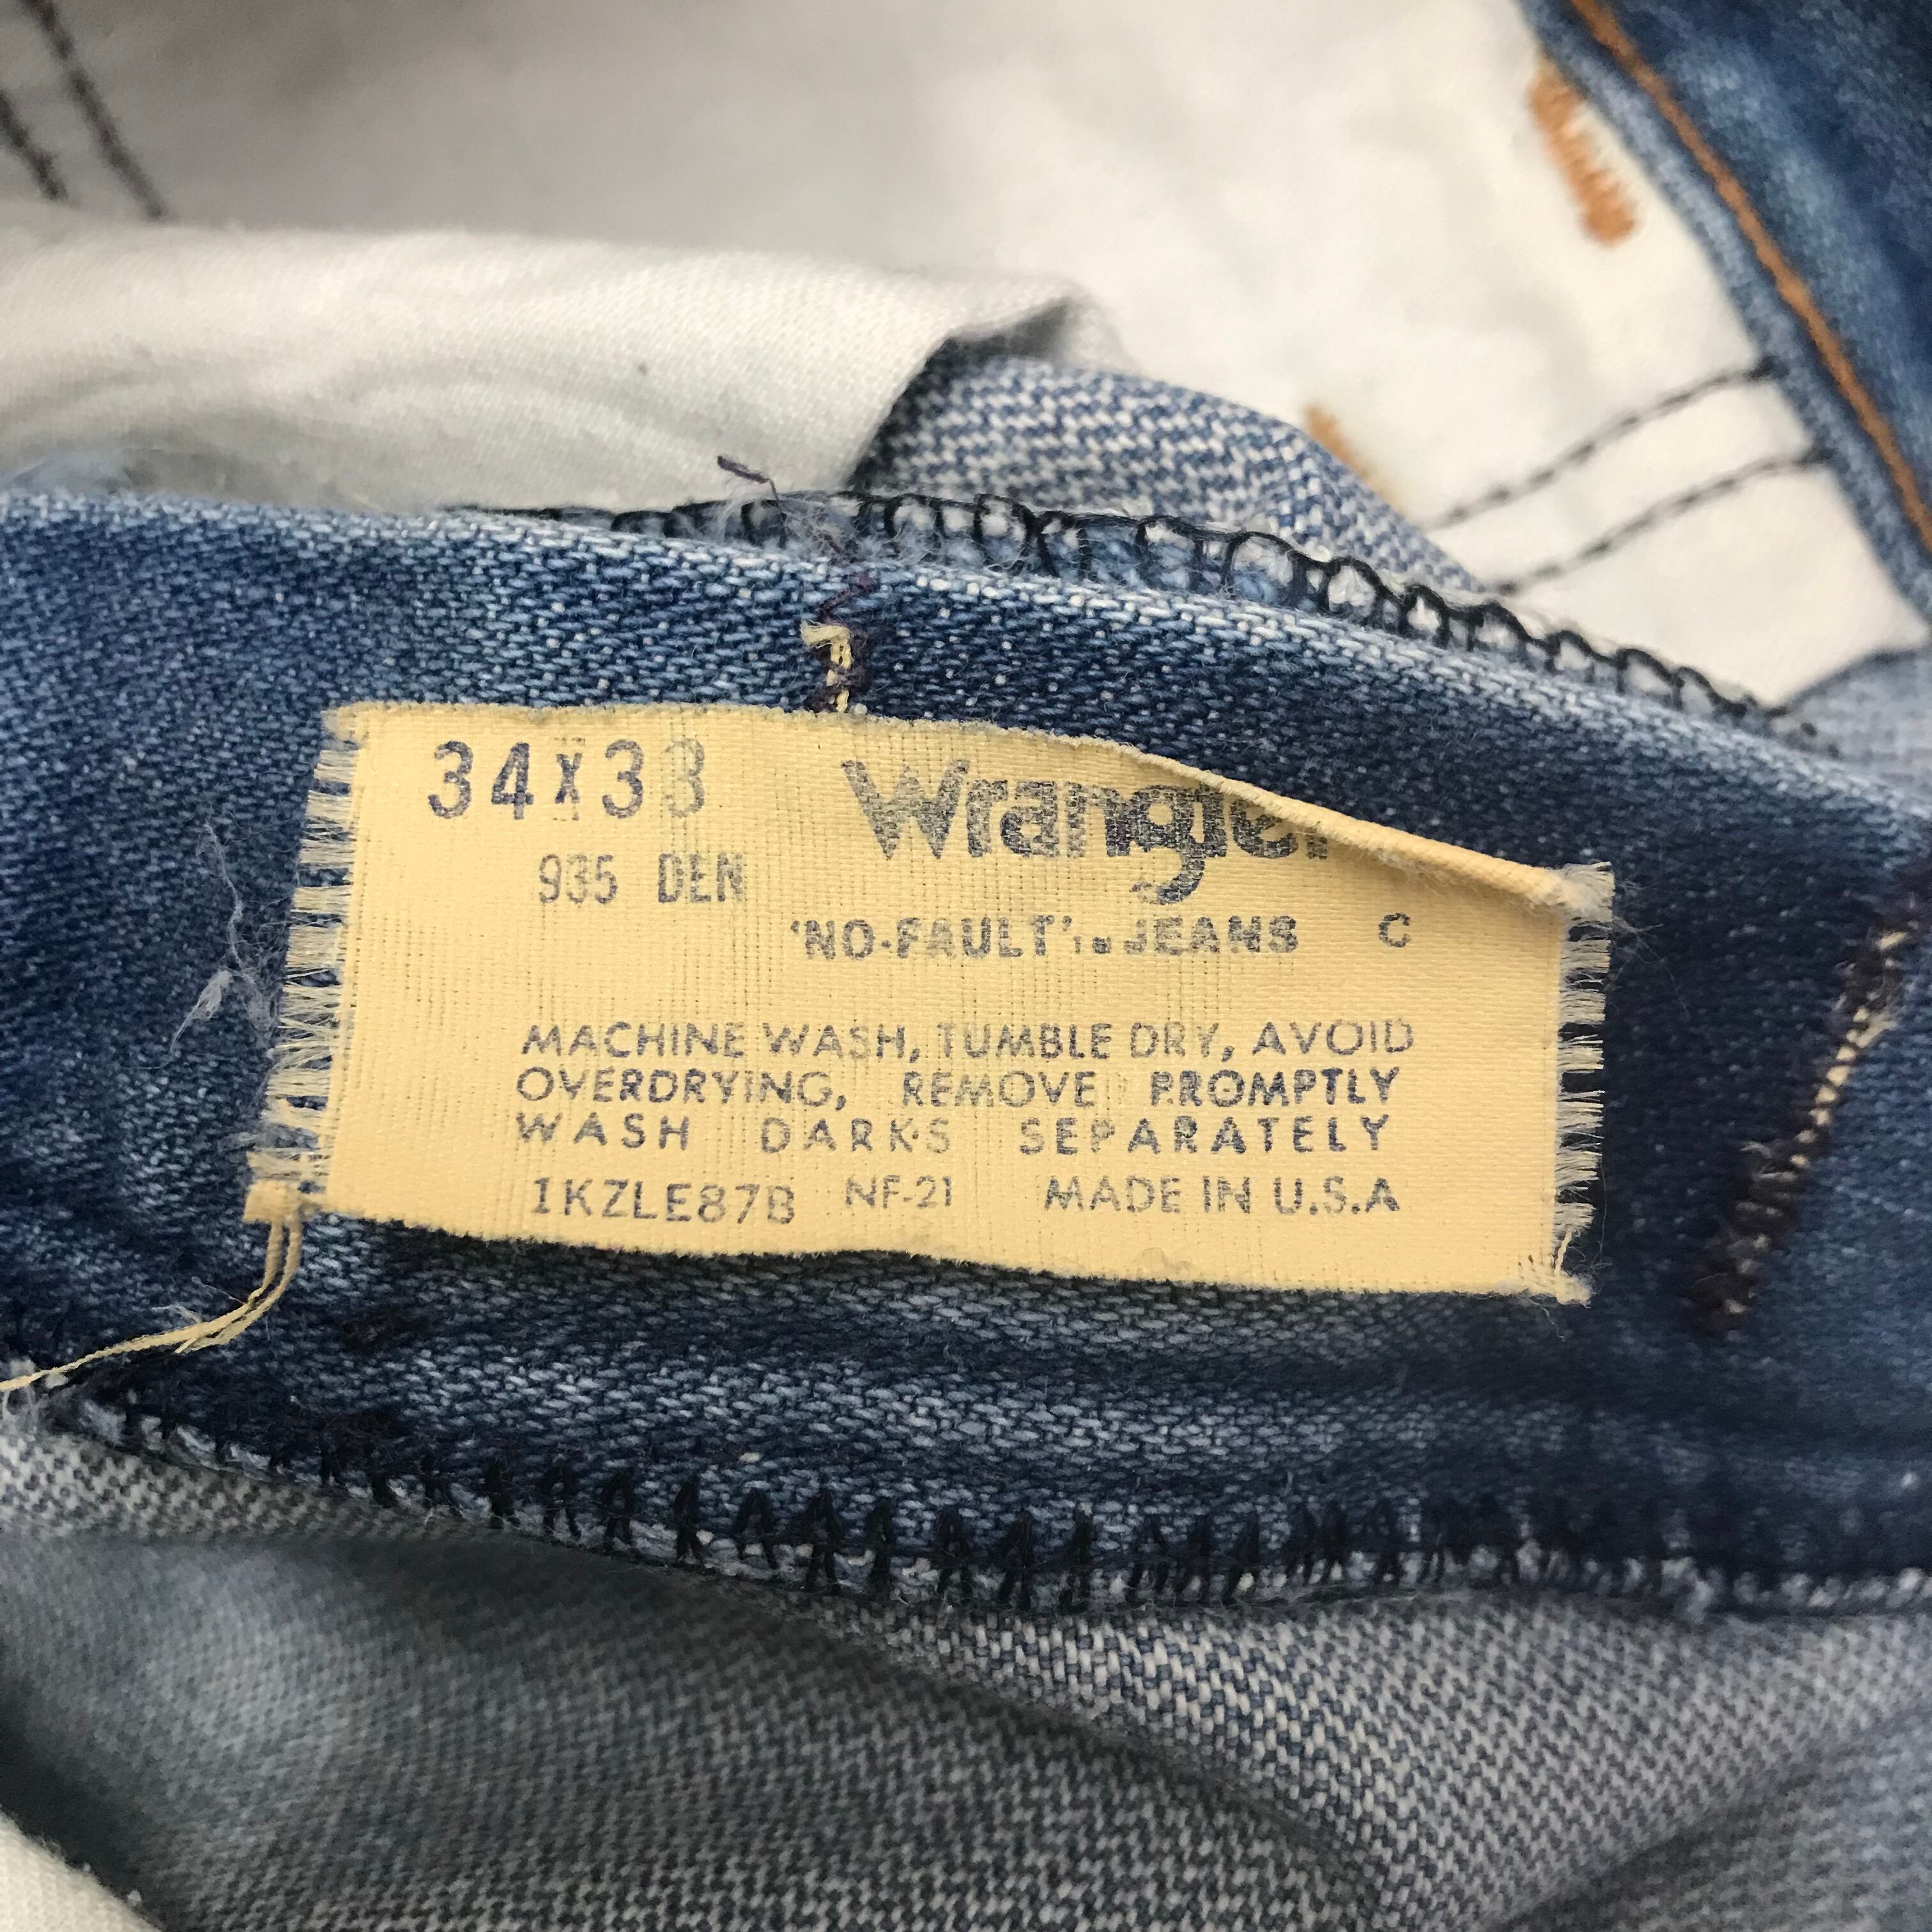 34X33
Wrangler
935 DEN
'NO-FAULT' JEANS C
MACHINE WASH, TUMBLE DRY, AVOID
OVERDRYING, REMOVE PROMPTLY
WASH DARKS SEPARATELY
1KZLE87B NF-21 MADE IN U.S.A